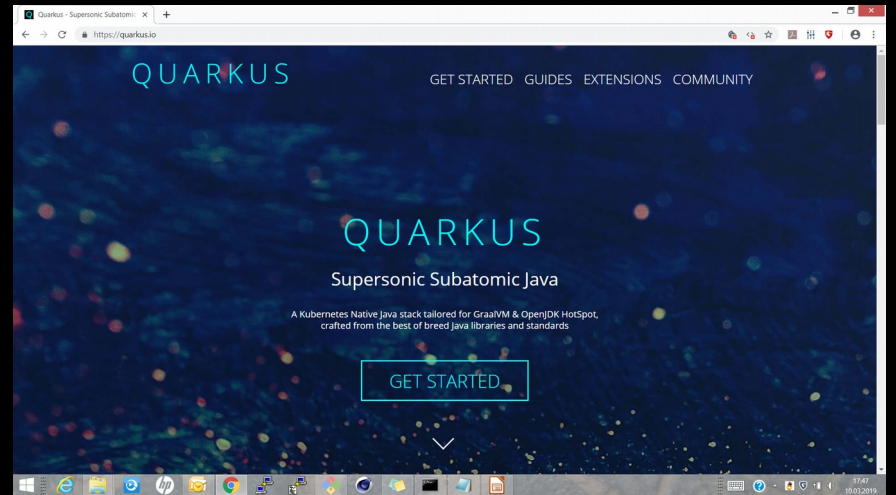 Quarkus - Supersonic Subatomic
https://quarkus.io
QUARKUS
GET STARTED GUIDES EXTENSIONS COMMUNITY
QUARKUS
Supersonic Subatomic Java
A Kubernetes Native Java stack tailored for GraalVM & OpenJDK HotSpot,
crafted from the best of breed Java libraries and standards
GET STARTED
hp
17:47
10.03.2019